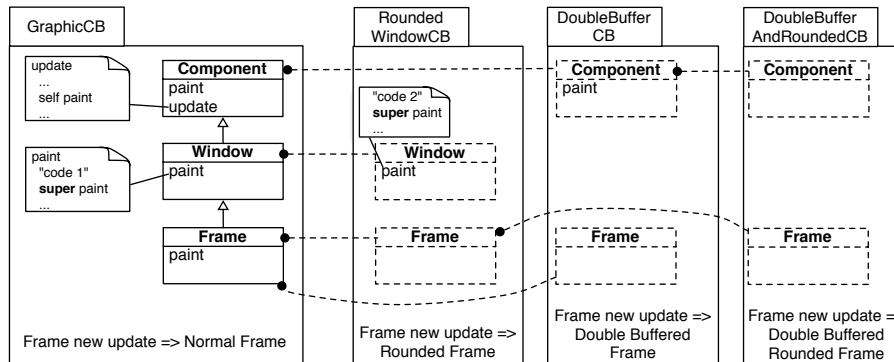 GraphicCB
update
...
self paint
...
Component
paint
update
paint
"code 1"
super paint
...
Window
paint
Frame
paint
Frame new update => Normal Frame
Rounded
WindowCB
"code 2"
super paint
...
Window
paint
Frame
Frame new update =>
Rounded Frame
DoubleBuffer
CB
Component
paint
Frame
Frame new update =>
Double Buffered
Frame
DoubleBuffer
AndRoundedCB
Component
Frame
Frame new update =
Double Buffered
Rounded Frame